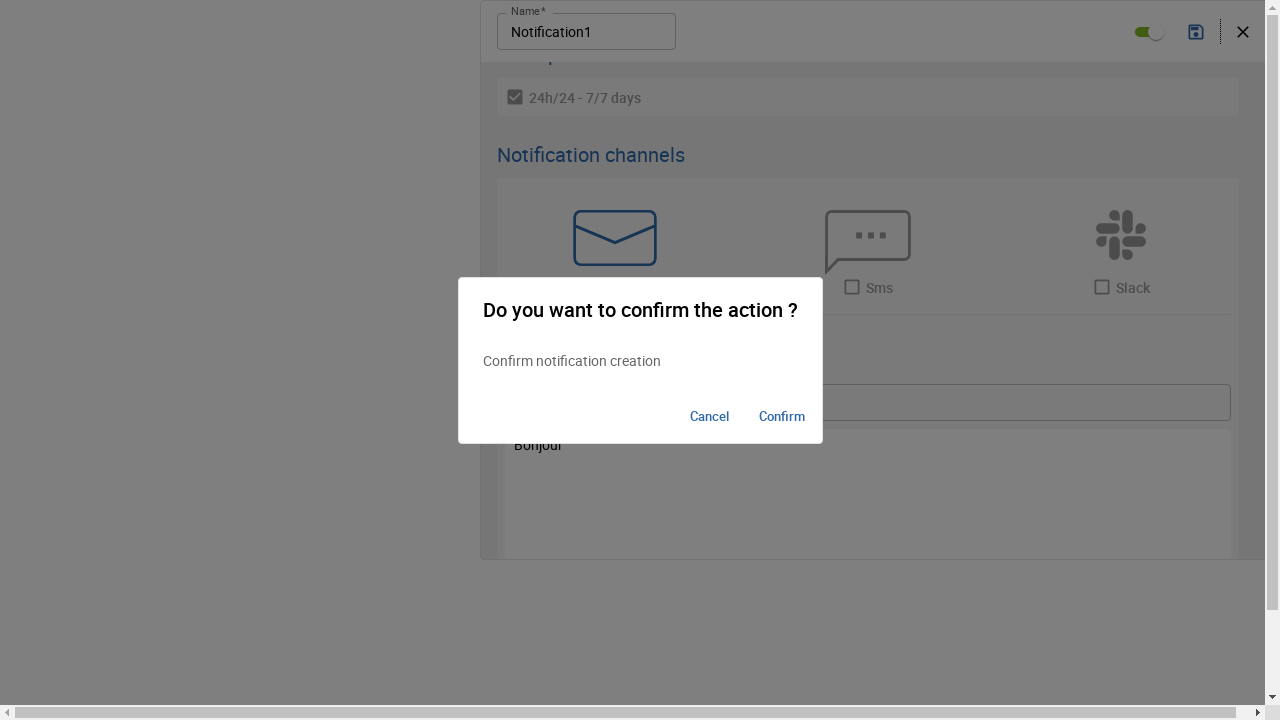 Name *
Notification1
24h/24 - 7/7 days
Notification channels
Sms
Slack
Do you want to confirm the action ?
Confirm notification creation
Cancel
Confirm
Bonjour